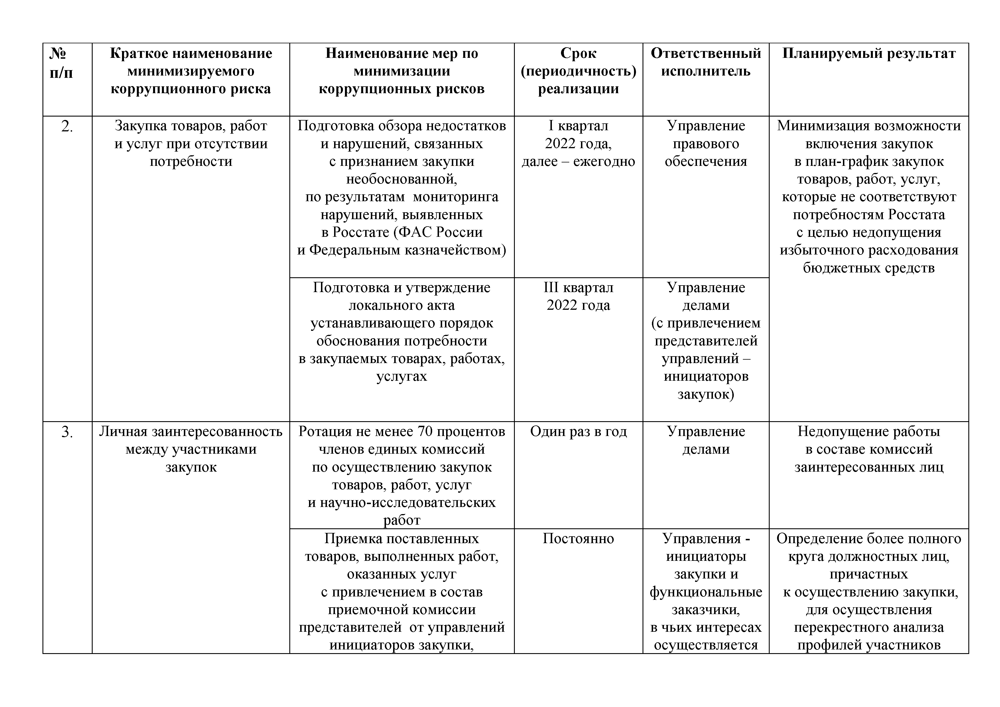 №
п/п
Краткое наименование
минимизируемого
коррупционного риска
Наименование мер по
минимизации
коррупционных рисков
Срок
(периодичность)
реализации
Ответственный
исполнитель
Планируемый результат
2.
Закупка товаров, работ
и услуг при отсутствии
потребности
Подготовка обзора недостатков
и нарушений, связанных
с признанием закупки
необоснованной,
по результатам  мониторинга
нарушений, выявленных
в Росстате (ФАС России
и Федеральным казначейством)
I квартал
2022 года,
далее – ежегодно
Управление
правового
обеспечения
Минимизация возможности
включения закупок
в план-график закупок
товаров, работ, услуг,
которые не соответствуют
потребностям Росстата
с целью недопущения
избыточного расходования
бюджетных средств
Подготовка и утверждение
локального акта
устанавливающего порядок
обоснования потребности
в закупаемых товарах, работах,
услугах
III квартал
2022 года
Управление
делами
(с привлечением
представителей
управлений –
инициаторов
закупок)
3.
Личная заинтересованность
между участниками
закупок
Ротация не менее 70 процентов
членов единых комиссий
по осуществлению закупок
товаров, работ, услуг
и научно-исследовательских
работ
Один раз в год
Управление
делами
Недопущение работы
в составе комиссий
заинтересованных лиц
Приемка поставленных
товаров, выполненных работ,
оказанных услуг
с привлечением в состав
приемочной комиссии
представителей  от управлений
инициаторов закупки,
Постоянно
Управления -
инициаторы
закупки и
функциональные
заказчики,
в чьих интересах
осуществляется
Определение более полного
круга должностных лиц,
причастных
к осуществлению закупки,
для осуществления
перекрестного анализа
профилей участников